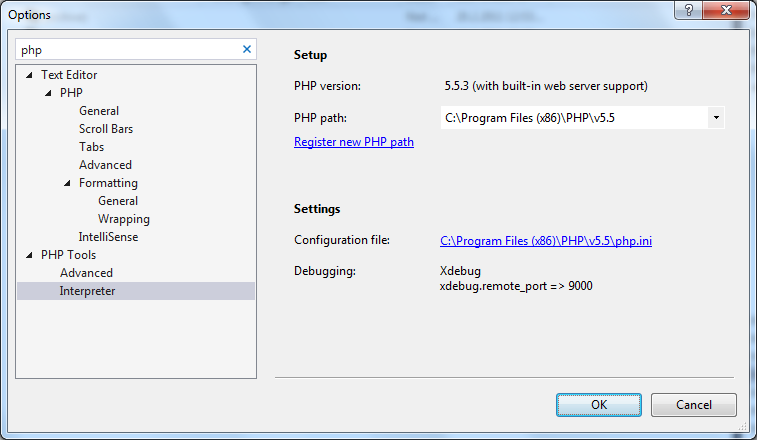 Options
php
Text Editor
PHP
General
Scroll Bars
Tabs
Advanced
Formatting
General
Wrapping
IntelliSense
PHP Tools
Advanced
Interpreter
Setup
PHP version: 5.5.3 (with built-in web server support)
PHP path: C:\Program Files (x86)\PHP\v5.5
Register new PHP path
Settings
Configuration file: C:\Program Files (x86)\PHP\v5.5\php.ini
Debugging: Xdebug
xdebug.remote_port => 9000
OK Cancel